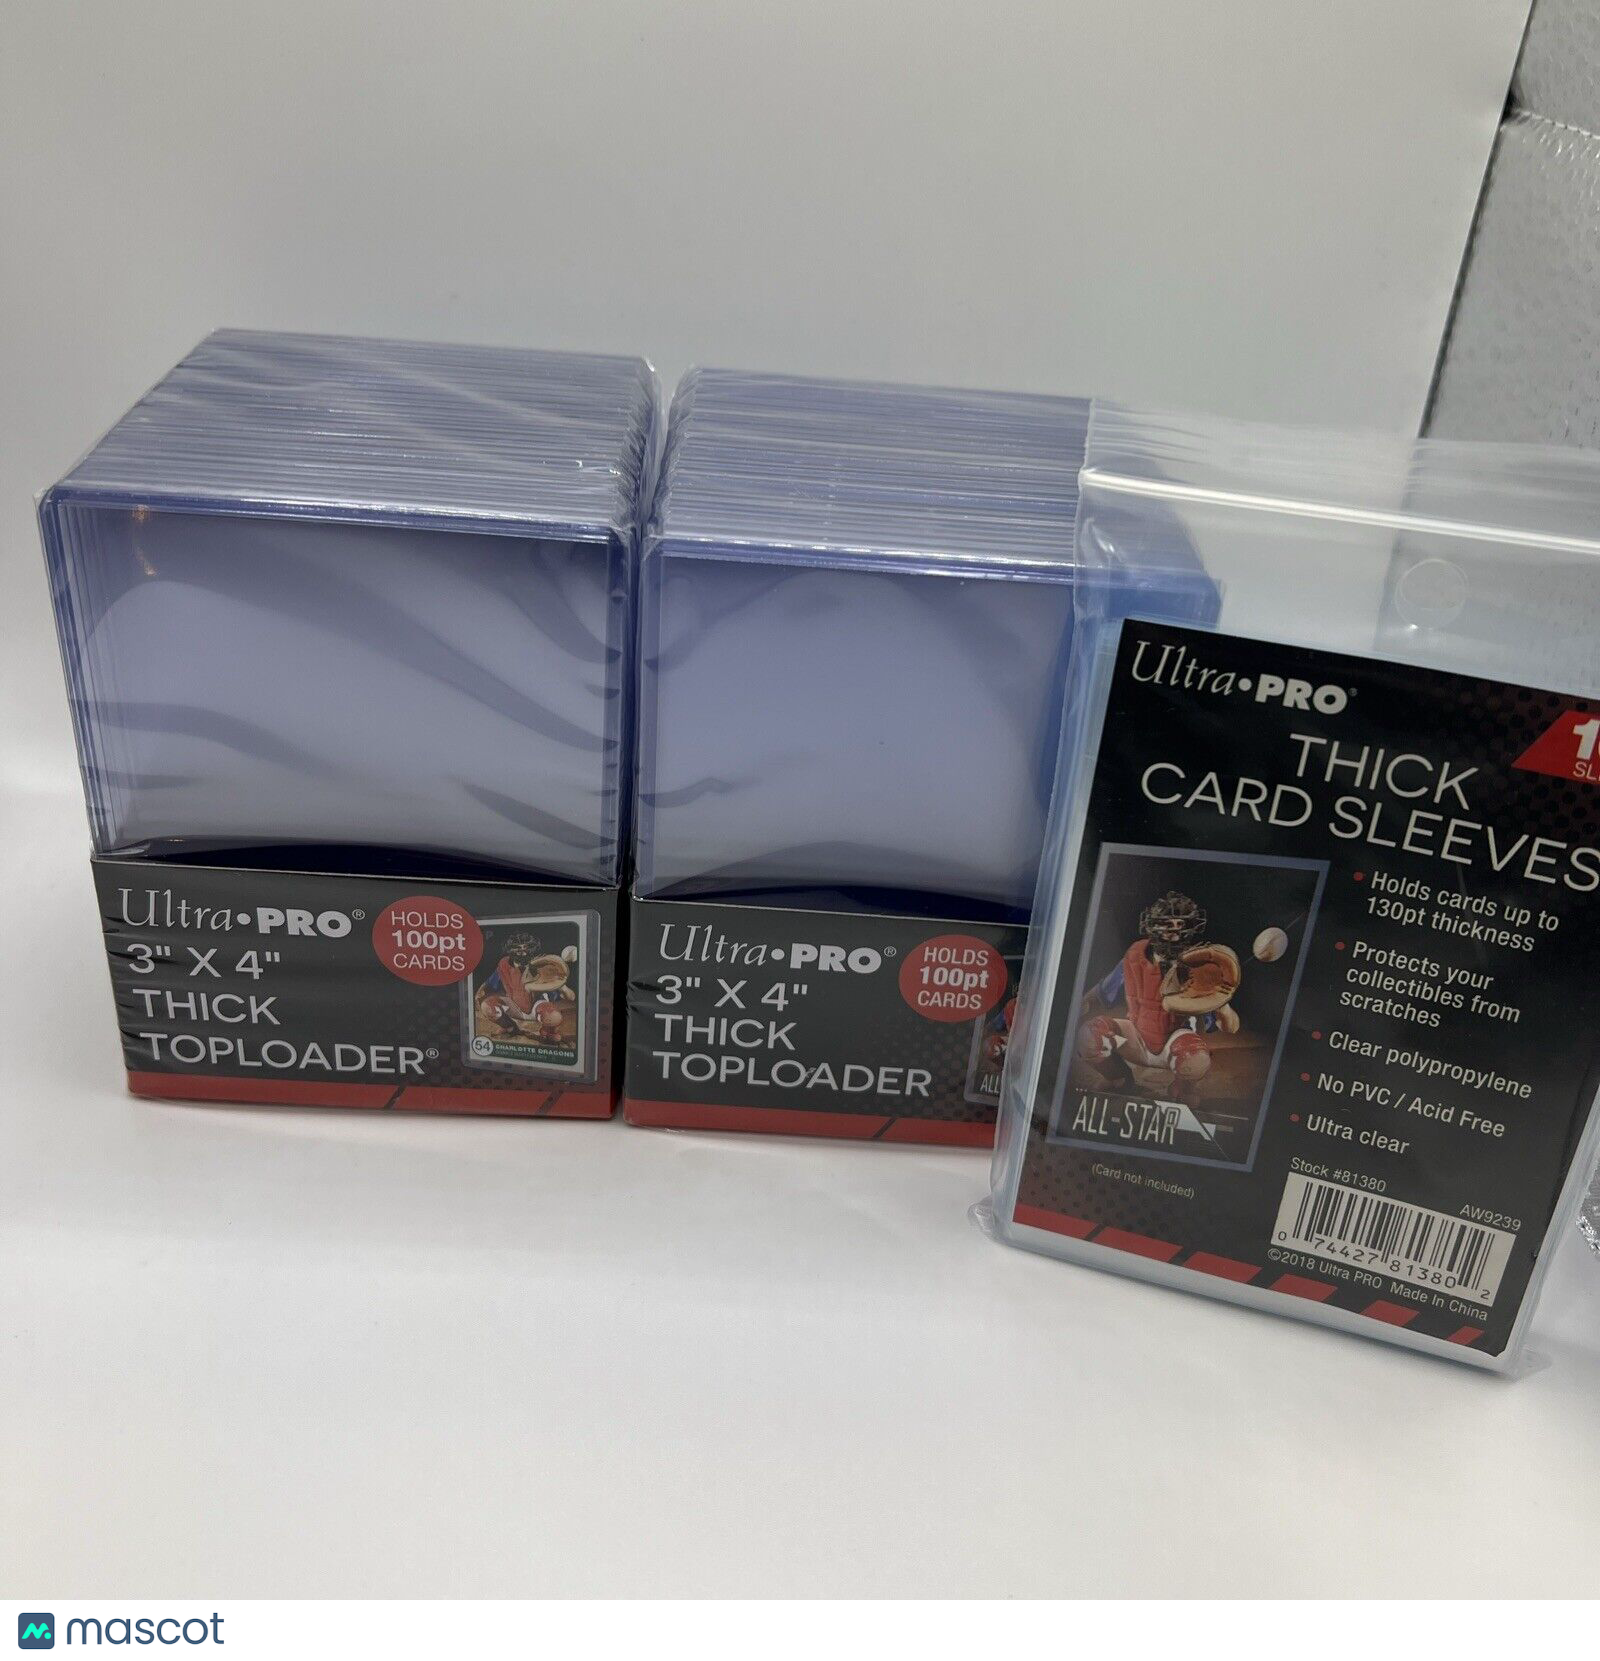 Ultra•PRO®
3" X 4"
THICK
TOPLOADER®
HOLDS
100pt
CARDS
54
CHARLOTTE DRAGONS
Ultra•PRO®
3" X 4"
THICK
TOPLOADER
HOLDS
100pt
CARDS
ALL
Ultra•PRO®
THICK
CARD SLEEVES
• Holds cards up to
130pt thickness
• Protects your
collectibles from
scratches
• Clear polypropylene
• No PVC / Acid Free
• Ultra clear
ALL-STAR
(Card not included)
Stock #81380
AW9239
0 74427 81380 2
©2018 Ultra PRO Made In China
mascot